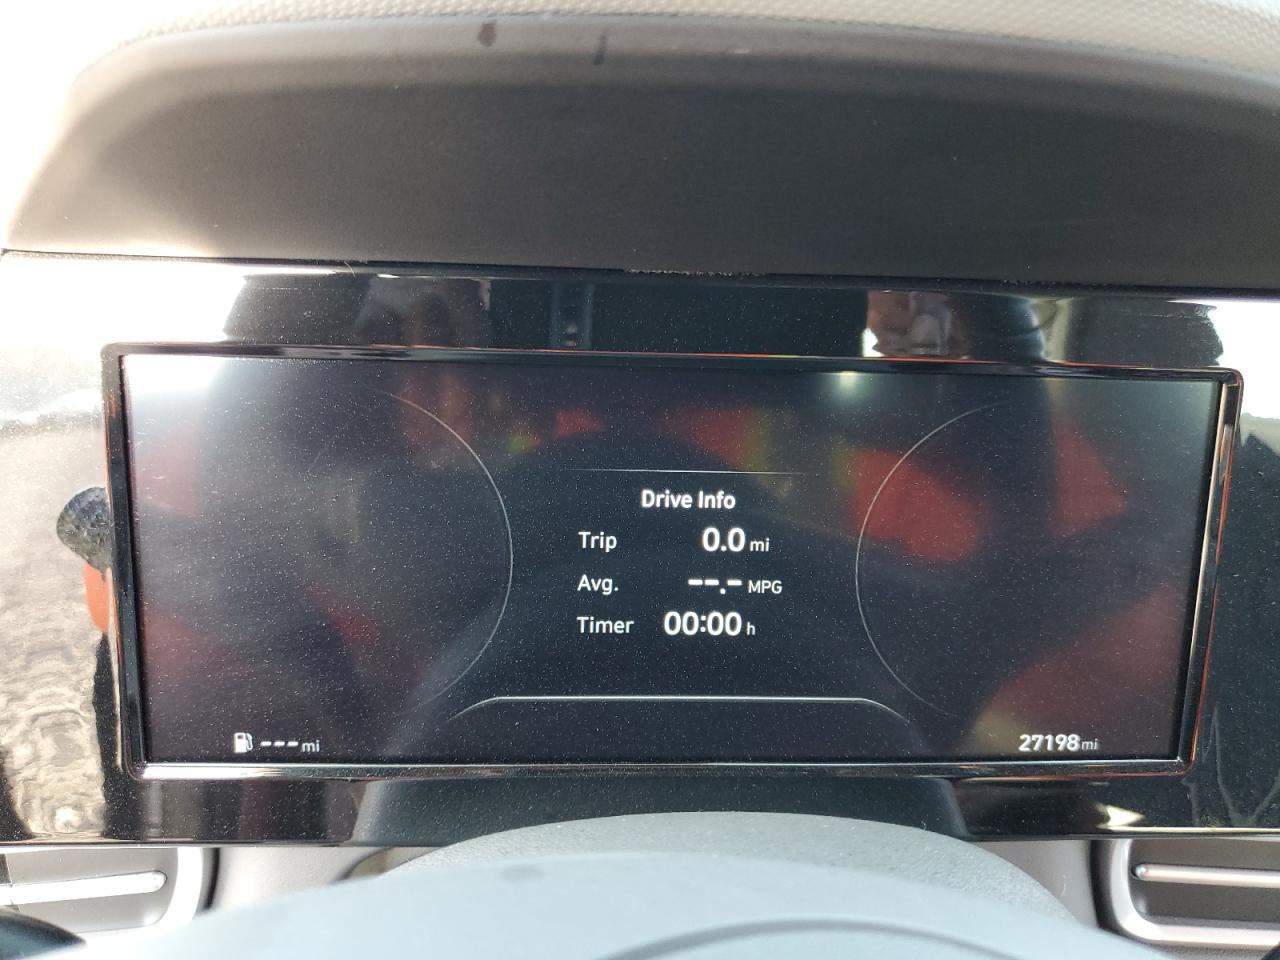 Drive Info
Trip 0.0 mi
Avg. --.- MPG
Timer 00:00 h
--- mi
27198 mi